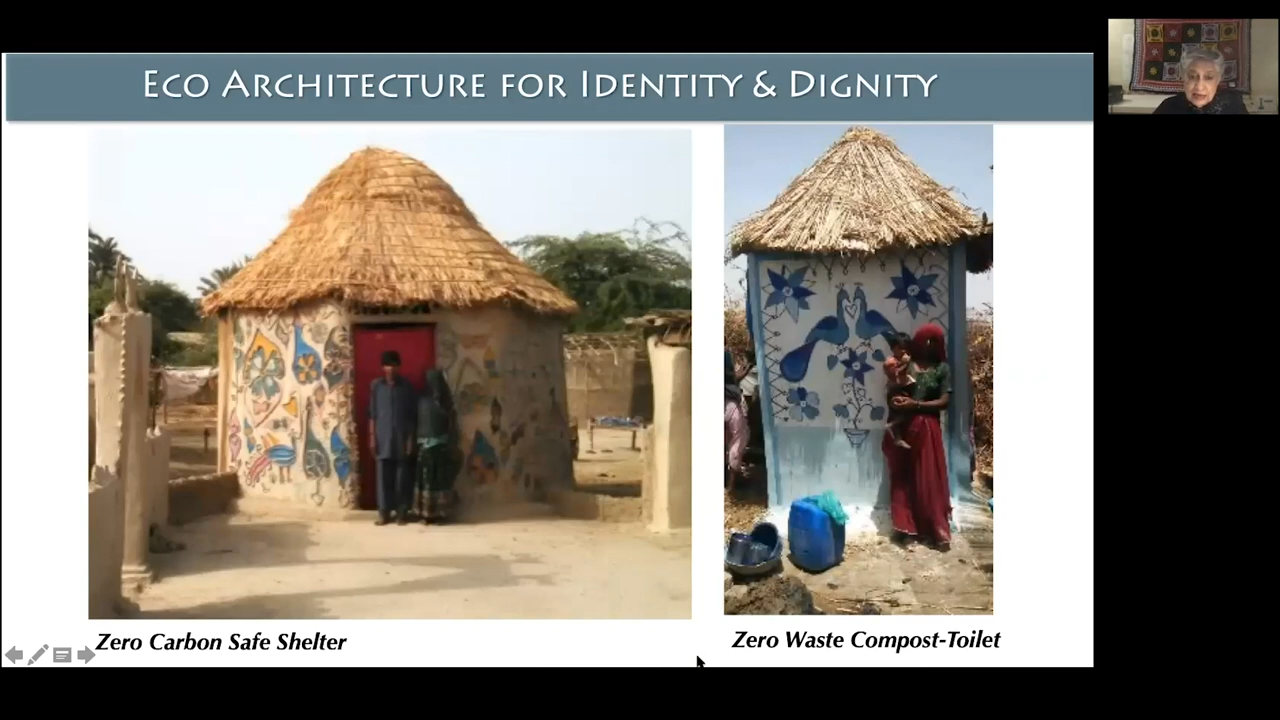 ECO ARCHITECTURE FOR IDENTITY & DIGNITY
Zero Carbon Safe Shelter
Zero Waste Compost-Toilet